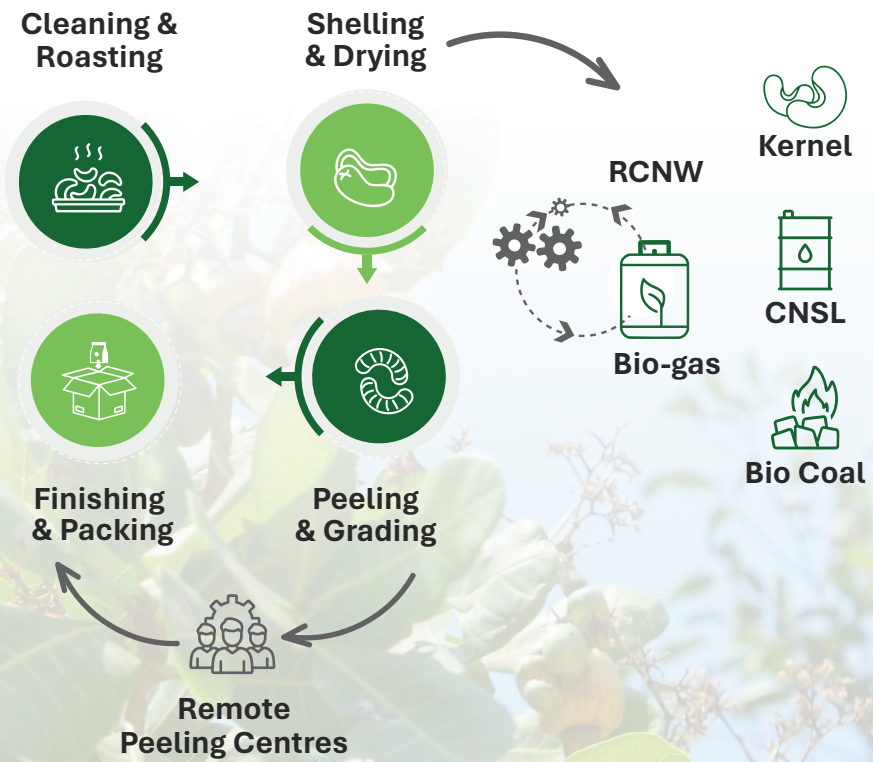 Cleaning &
Roasting
Shelling
& Drying
RCNW
Kernel
CNSL
Bio-gas
Bio Coal
Finishing
& Packing
Peeling
& Grading
Remote
Peeling Centres